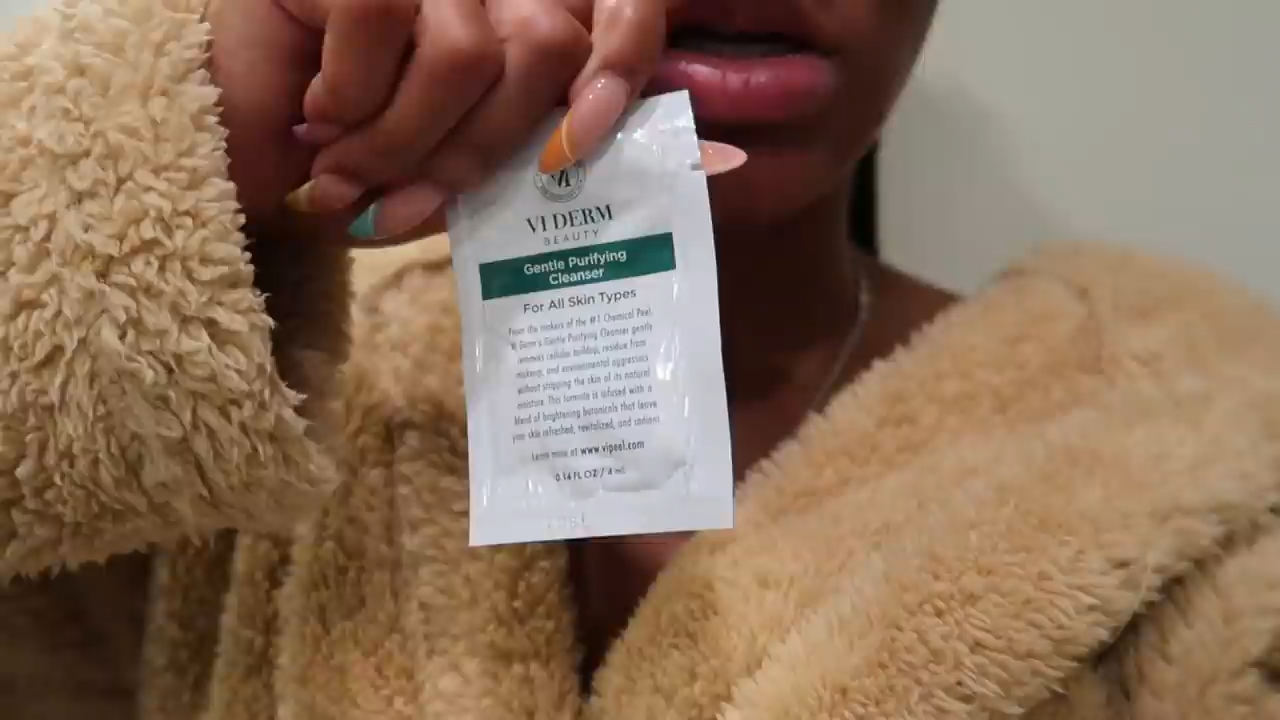 VI DERM
BEAUTY
Gentle Purifying
Cleanser
For All Skin Types
From the makers of the #1 Chemical Peel,
VI Derm's Gentle Purifying Cleanser gently
removes cellular buildup, residue from
makeup, and environmental aggressors
without stripping the skin of its natural
moisture. This formula is infused with a
blend of brightening botanicals that leave
your skin refreshed, revitalized, and radiant.
Learn more at www.vipeel.com
0.14 FL OZ / 4 mL